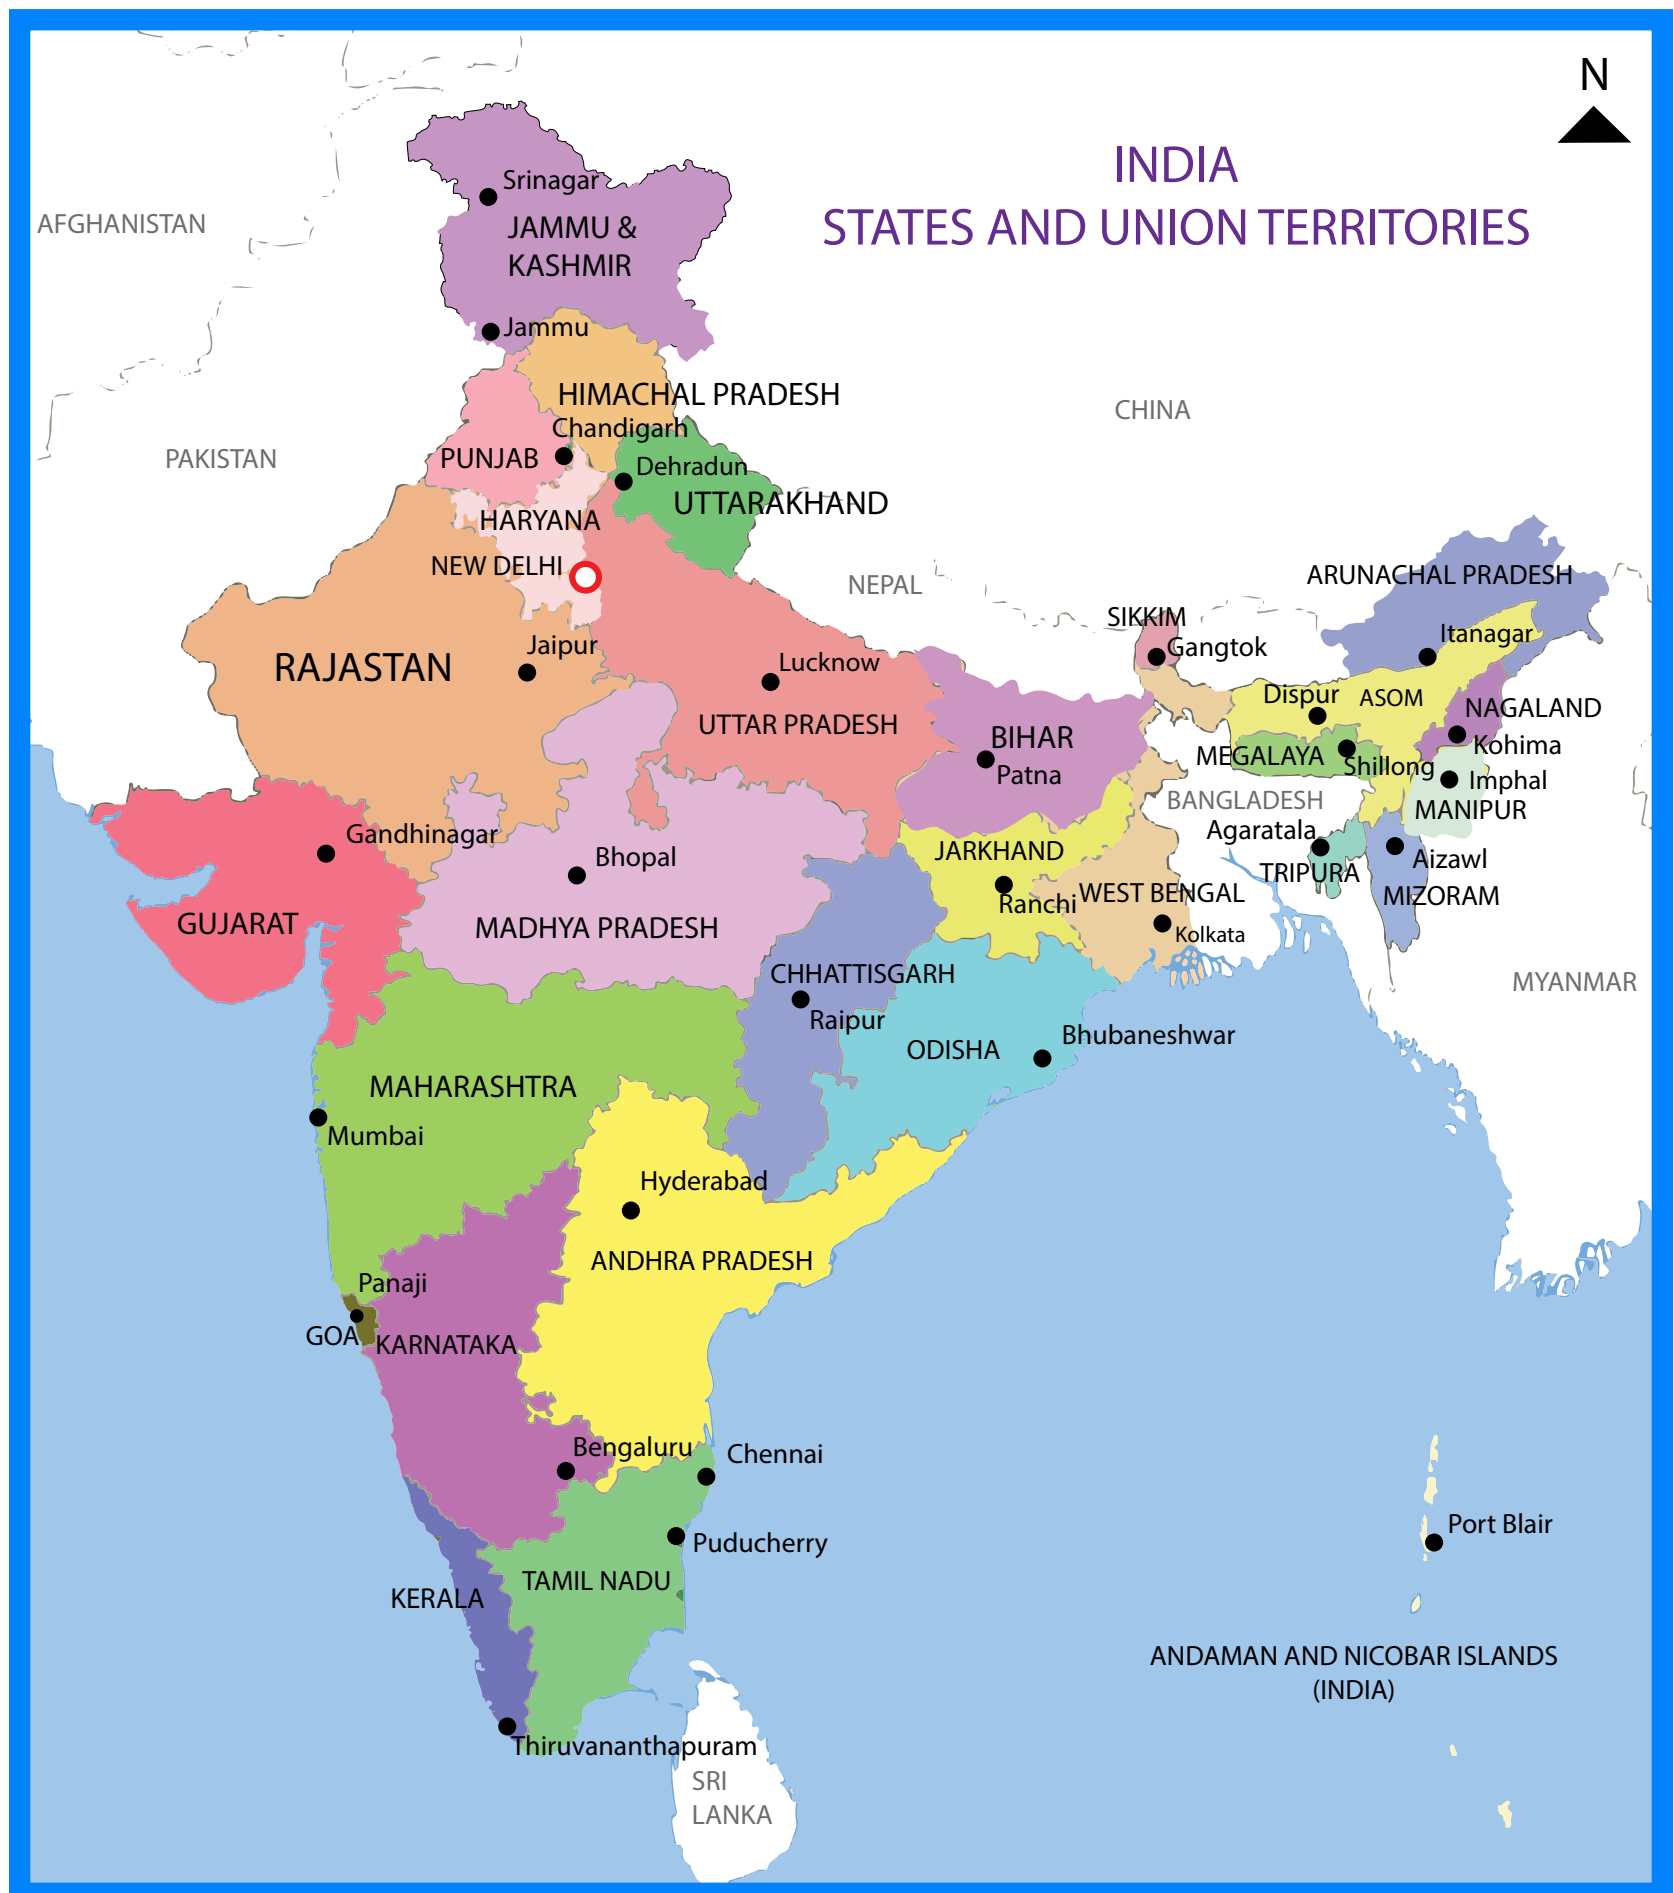 N
INDIA
STATES AND UNION TERRITORIES
AFGHANISTAN
Srinagar
JAMMU &
KASHMIR
Jammu
HIMACHAL PRADESH
CHINA
Chandigarh
PAKISTAN
PUNJAB
Dehradun
UTTARAKHAND
HARYANA
NEW DELHI
NEPAL
ARUNACHAL PRADESH
SIKKIM
Itanagar
Gangtok
Jaipur
RAJASTAN
Lucknow
Dispur
ASOM
NAGALAND
UTTAR PRADESH
BIHAR
Kohima
MEGALAYA
Shillong
Patna
Imphal
BANGLADESH
MANIPUR
Gandhinagar
Agaratala
JARKHAND
Bhopal
Aizawl
TRIPURA
WEST BENGAL
MIZORAM
Ranchi
GUJARAT
MADHYA PRADESH
Kolkata
CHHATTISGARH
MYANMAR
Raipur
Bhubaneshwar
ODISHA
MAHARASHTRA
Mumbai
Hyderabad
ANDHRA PRADESH
Panaji
GOA
KARNATAKA
Bengaluru
Chennai
Port Blair
Puducherry
TAMIL NADU
KERALA
ANDAMAN AND NICOBAR ISLANDS
(INDIA)
Thiruvananthapuram
SRI
LANKA